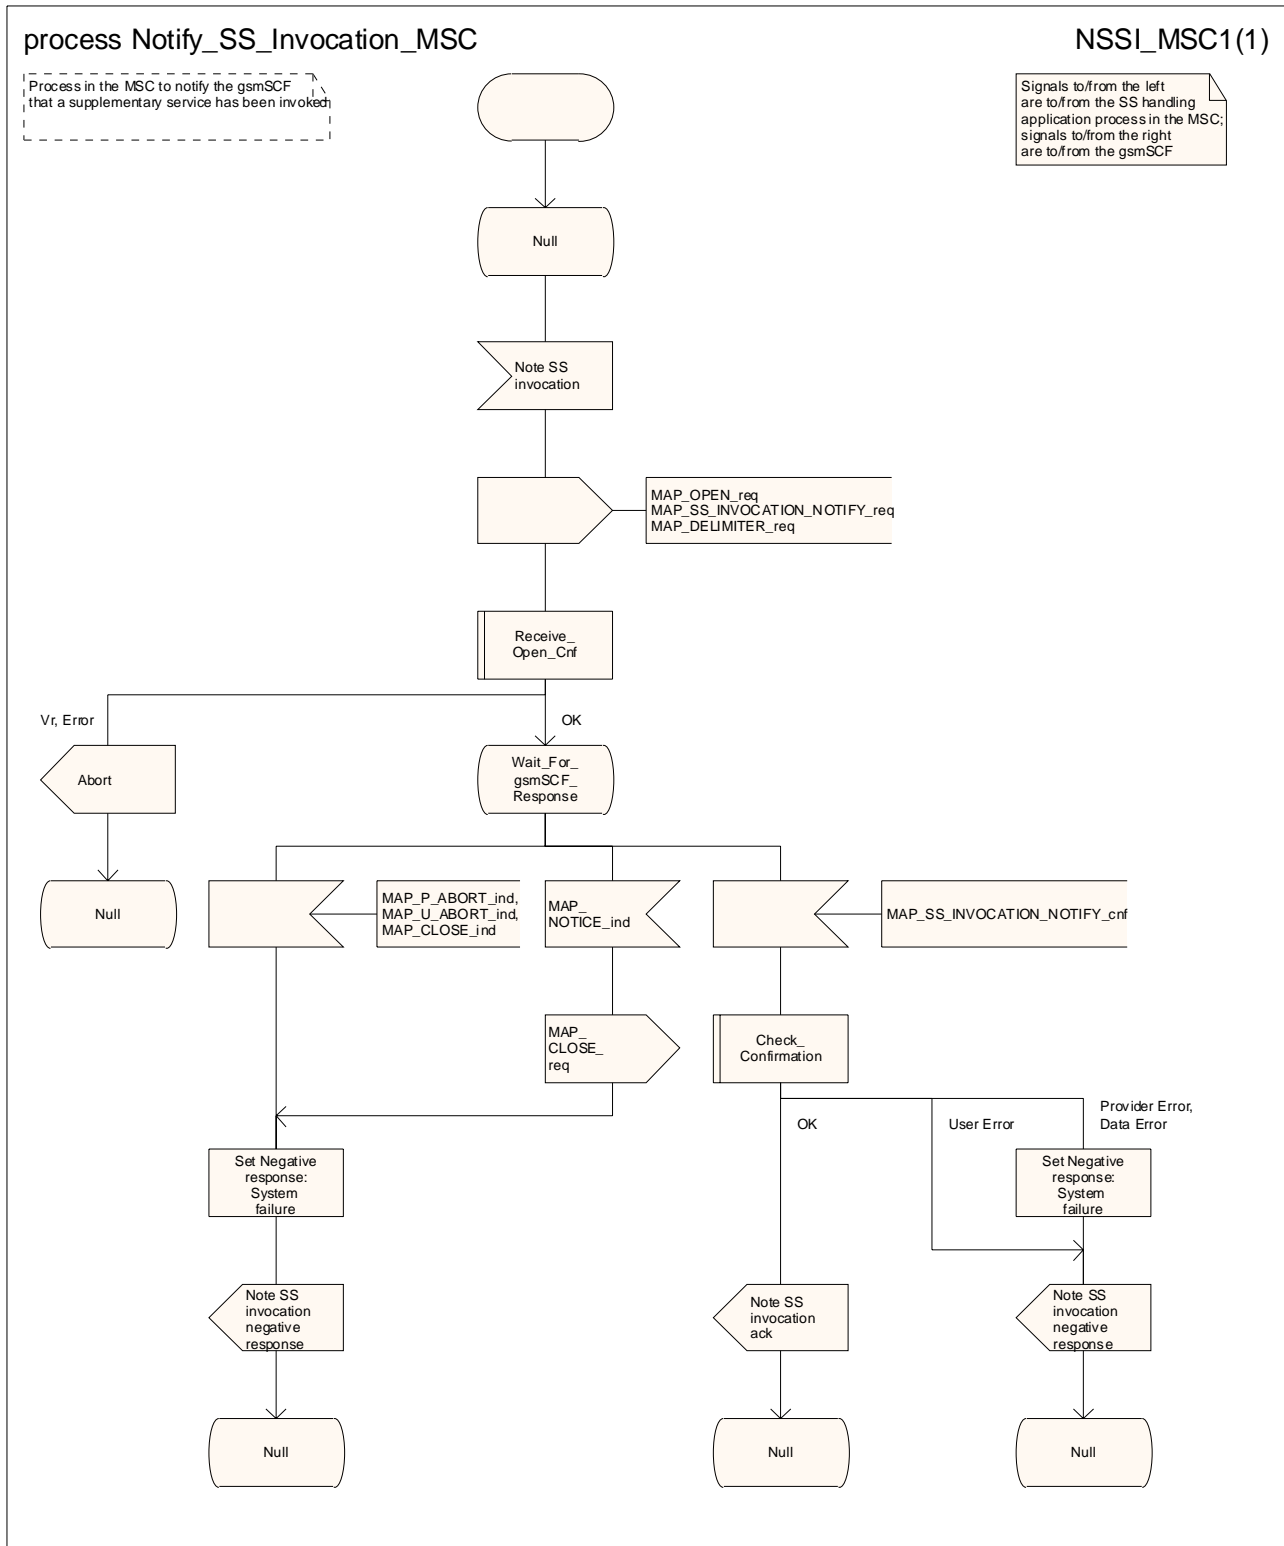 process Notify_SS_Invocation_MSC
NSSI_MSC1(1)
Process in the MSC to notify the gsmSCF
that a supplementary service has been invoked
Signals to/from the left
are to/from the SS handling
application process in the MSC;
signals to/from the right
are to/from the gsmSCF
Null
Note SS
invocation
MAP_OPEN_req
MAP_SS_INVOCATION_NOTIFY_req
MAP_DELIMITER_req
Receive_
Open_Cnf
Vr, Error
OK
Abort
Wait_For_
gsmSCF_
Response
Null
MAP_P_ABORT_ind,
MAP_U_ABORT_ind,
MAP_CLOSE_ind
MAP_
NOTICE_ind
MAP_SS_INVOCATION_NOTIFY_cnf
MAP_
CLOSE_
req
Check_
Confirmation
OK
User Error
Provider Error,
Data Error
Set Negative
response:
System
failure
Set Negative
response:
System
failure
Note SS
invocation
negative
response
Note SS
invocation
ack
Note SS
invocation
negative
response
Null
Null
Null